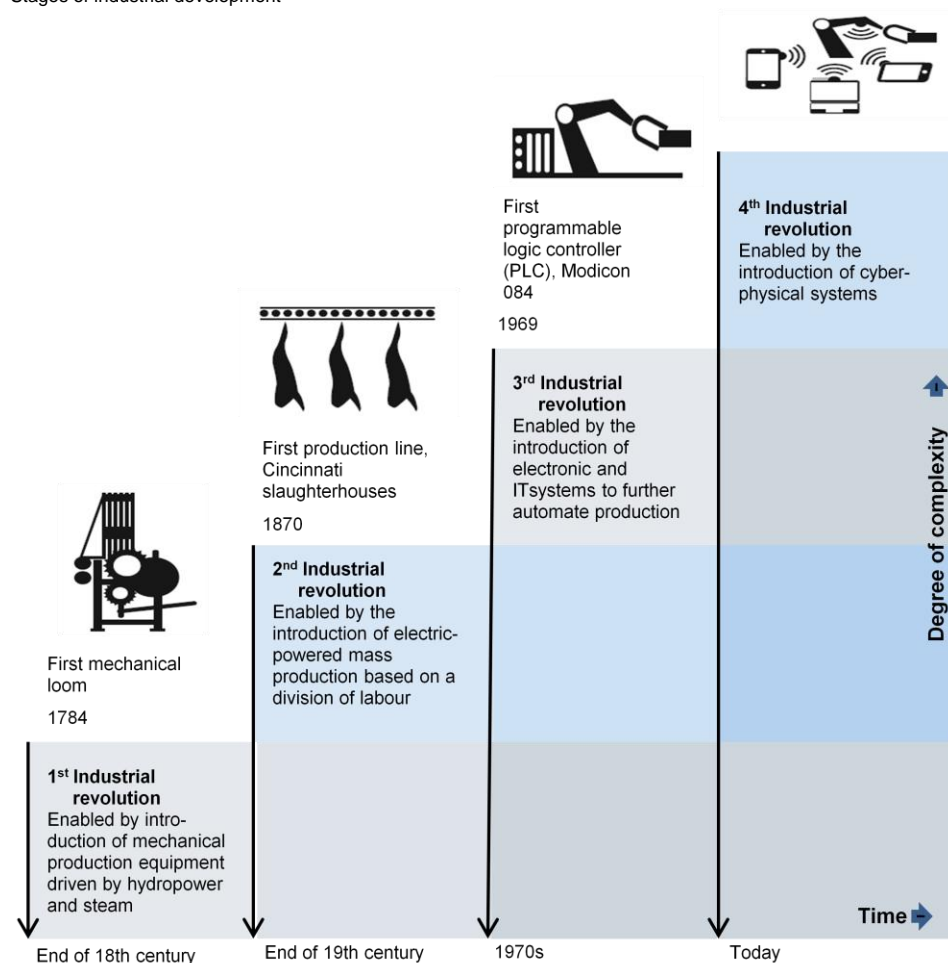 Stages of industrial development
First
programmable
logic controller
(PLC), Modicon
084
1969
4th Industrial
revolution
Enabled by the
introduction of cyber-
physical systems
First production line,
Cincinnati
slaughterhouses
1870
3rd Industrial
revolution
Enabled by the
introduction of
electronic and
ITsystems to further
automate production
Degree of complexity
First mechanical
loom
1784
2nd Industrial
revolution
Enabled by the
introduction of electric-
powered mass
production based on a
division of labour
1st Industrial
revolution
Enabled by intro-
duction of mechanical
production equipment
driven by hydropower
and steam
Time
End of 18th century
End of 19th century
1970s
Today